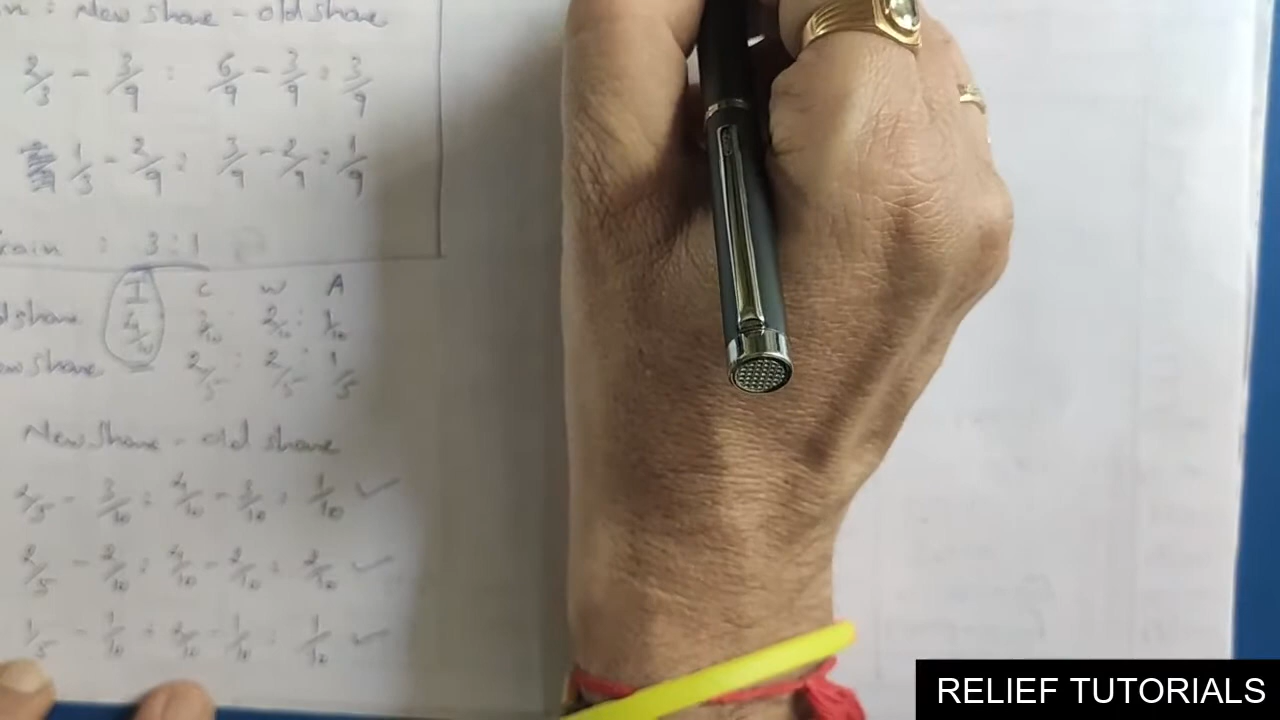 n : New share - old share
2/3 - 3/9 : 6/9 - 3/9 : 3/9
1/3 - 2/9 : 3/9 - 2/9 : 1/9
Gain : 3:1
I C W A
dshare 4/10 3/10 : 2/10 : 1/10
ew share 2/5 : 2/5 : 1/5
New share - old share
2/5 - 3/10 : 4/10 - 3/10 : 1/10 ✓
2/5 - 2/10 : 4/10 - 2/10 : 2/10 ✓
1/5 - 1/10 : 2/10 - 1/10 : 1/10 ✓
RELIEF TUTORIALS